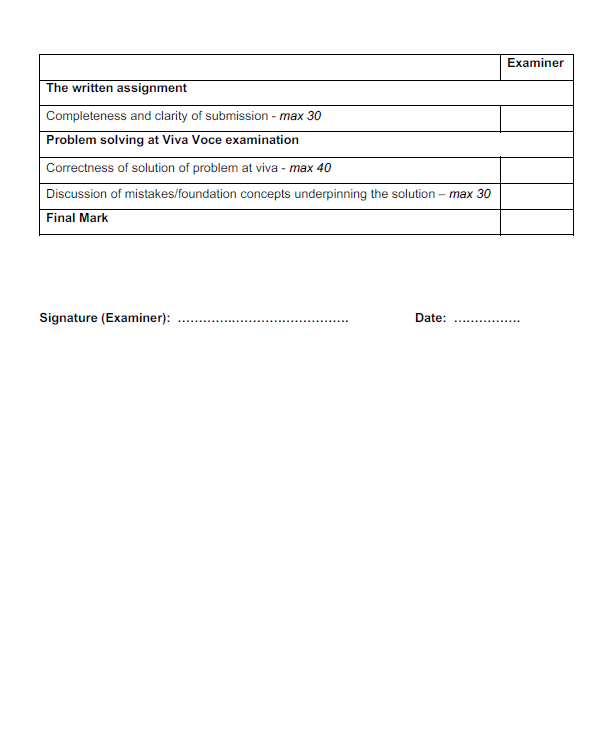 Examiner
The written assignment
Completeness and clarity of submission - max 30
Problem solving at Viva Voce examination
Correctness of solution of problem at viva - max 40
Discussion of mistakes/foundation concepts underpinning the solution – max 30
Final Mark
Signature (Examiner): ………….……………………………. Date: …………….